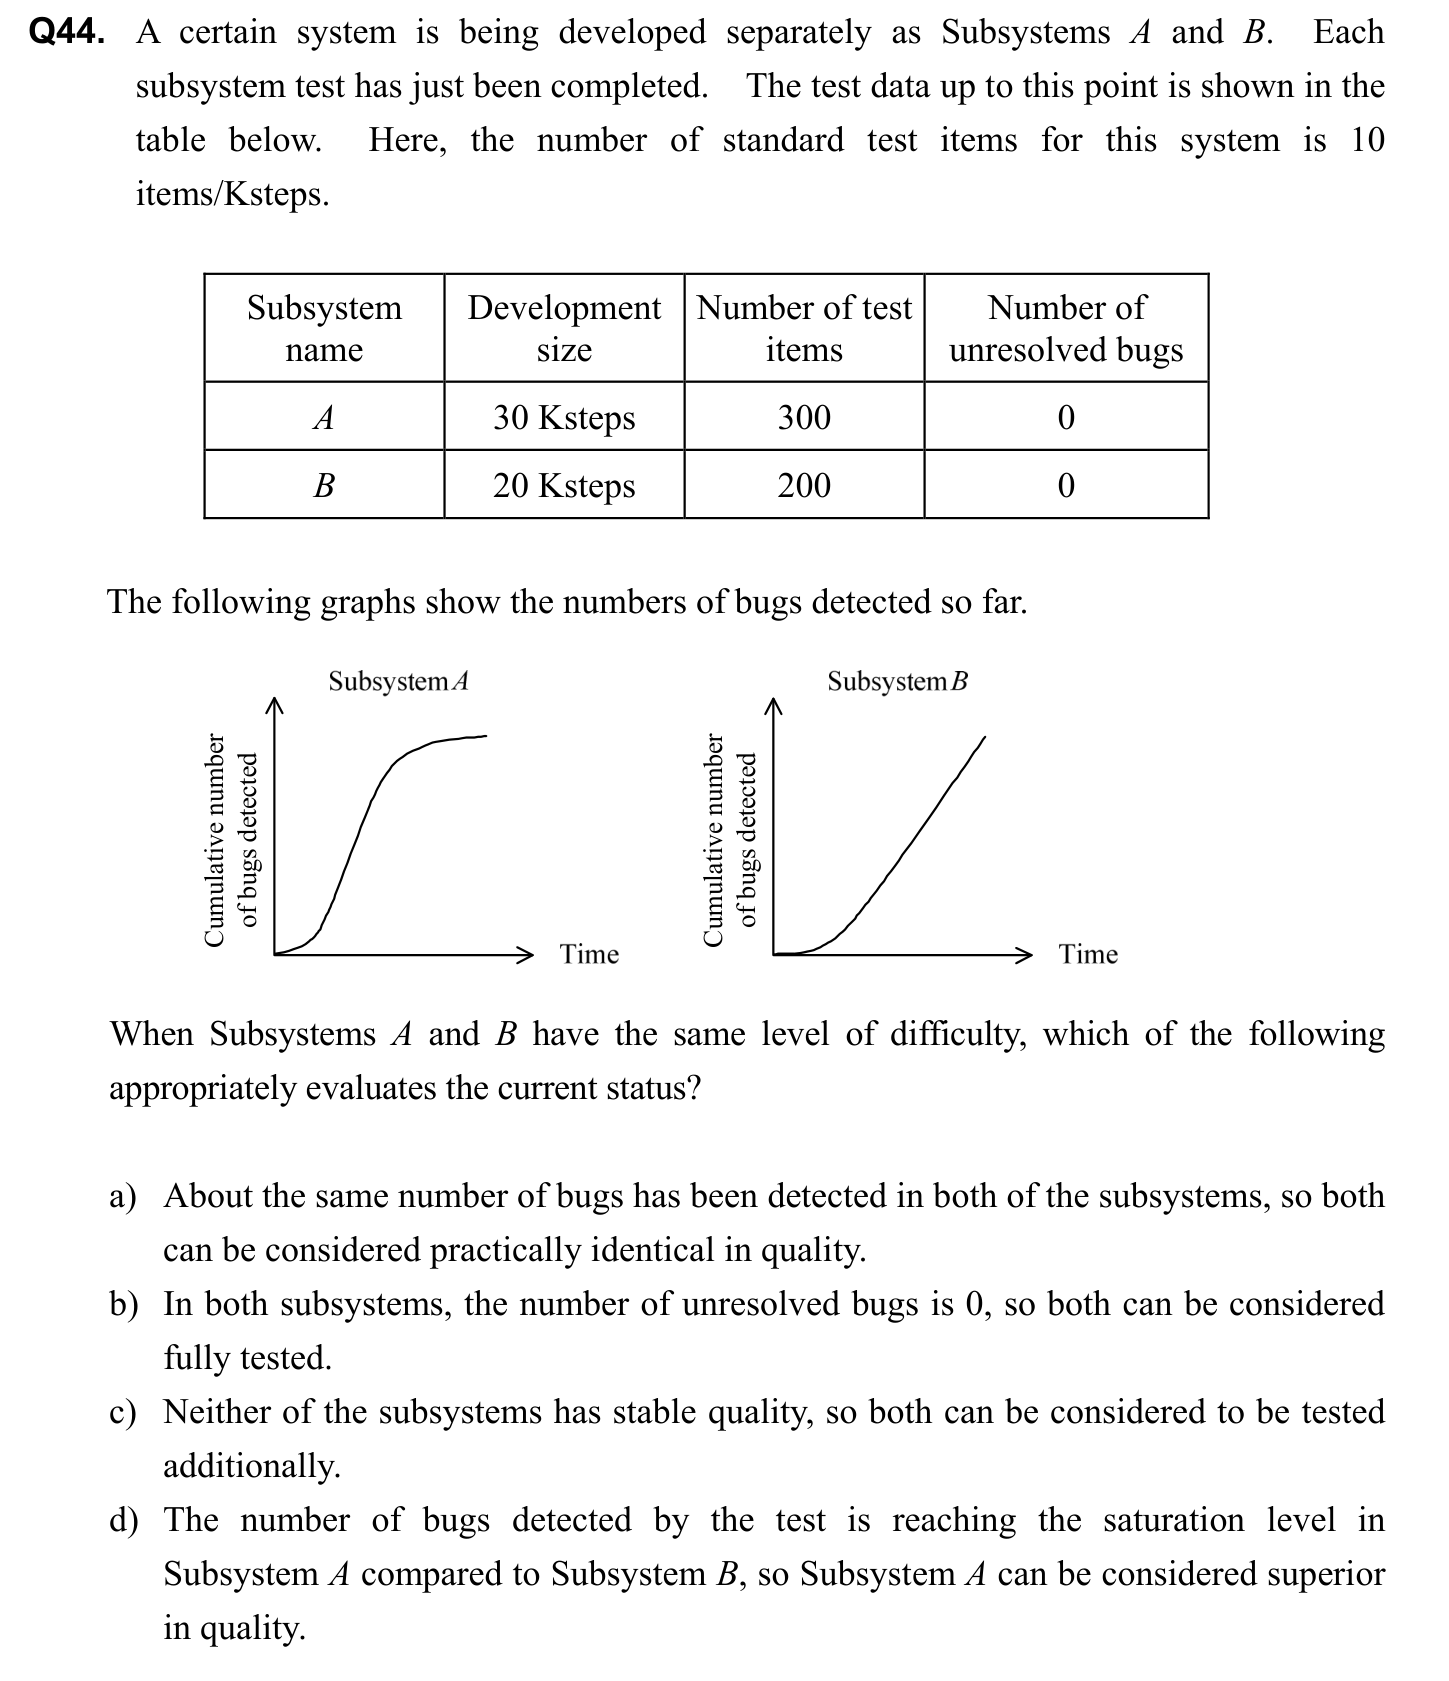 Q44. A certain system is being developed separately as Subsystems A and B. Each
subsystem test has just been completed. The test data up to this point is shown in the
table below. Here, the number of standard test items for this system is 10
items/Ksteps.
Subsystem name Development size Number of test items Number of unresolved bugs
A 30 Ksteps 300 0
B 20 Ksteps 200 0
The following graphs show the numbers of bugs detected so far.
Subsystem A
Cumulative number
of bugs detected
Time
Subsystem B
Cumulative number
of bugs detected
Time
When Subsystems A and B have the same level of difficulty, which of the following
appropriately evaluates the current status?
a) About the same number of bugs has been detected in both of the subsystems, so both
can be considered practically identical in quality.
b) In both subsystems, the number of unresolved bugs is 0, so both can be considered
fully tested.
c) Neither of the subsystems has stable quality, so both can be considered to be tested
additionally.
d) The number of bugs detected by the test is reaching the saturation level in
Subsystem A compared to Subsystem B, so Subsystem A can be considered superior
in quality.